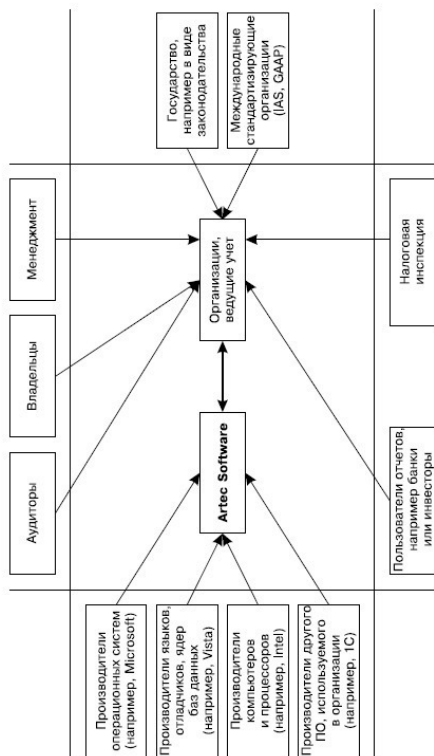 Аудиторы
Владельцы
Менеджмент
Производители
операционных систем
(например, Microsoft)
Производители языков,
отладчиков, ядер
баз данных
(например, Vista)
Производители
компьютеров
и процессоров
(например, Intel)
Производители другого
ПО, используемого
в организации
(например, 1С)
Artec Software
Организации,
ведущие учет
Государство,
например в виде
законодательства
Международные
стандартизирующие
организации
(IAS, GAAP)
Пользователи отчетов,
например банки
или инвесторы
Налоговая
инспекция